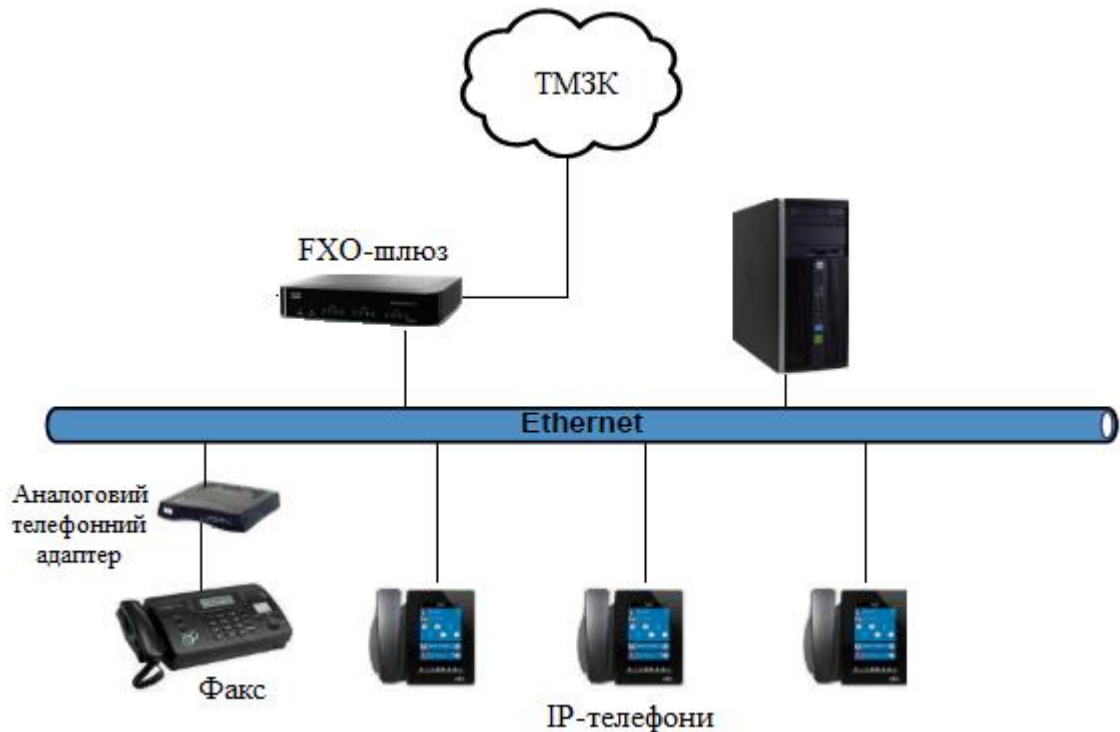 ТМЗК
FXO-шлюз
Ethernet
Аналоговий
телефонний
адаптер
Факс
IP-телефони